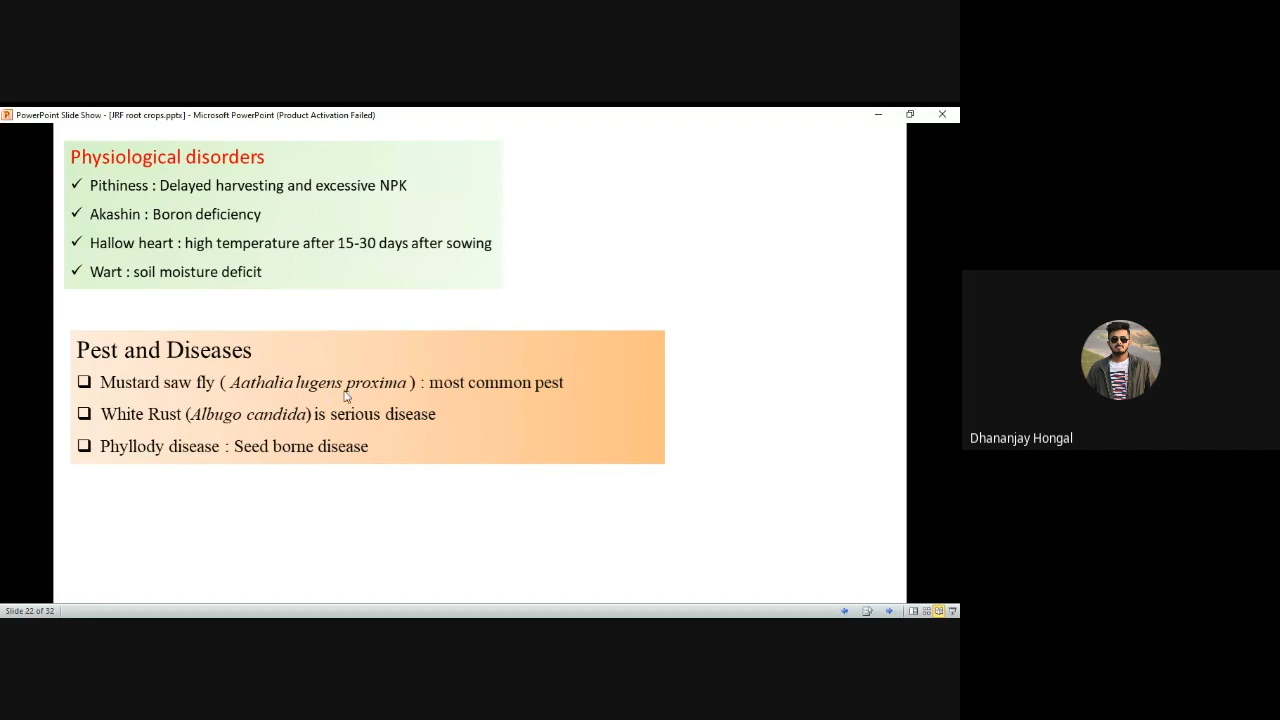 PowerPoint Slide Show - [JRF root crops.pptx] - Microsoft PowerPoint (Product Activation Failed)
Physiological disorders
✓ Pithiness : Delayed harvesting and excessive NPK
✓ Akashin : Boron deficiency
✓ Hallow heart : high temperature after 15-30 days after sowing
✓ Wart : soil moisture deficit
Pest and Diseases
❑ Mustard saw fly ( Aathalia lugens proxima ) : most common pest
❑ White Rust (Albugo candida) is serious disease
❑ Phyllody disease : Seed borne disease
Dhananjay Hongal
Slide 22 of 32